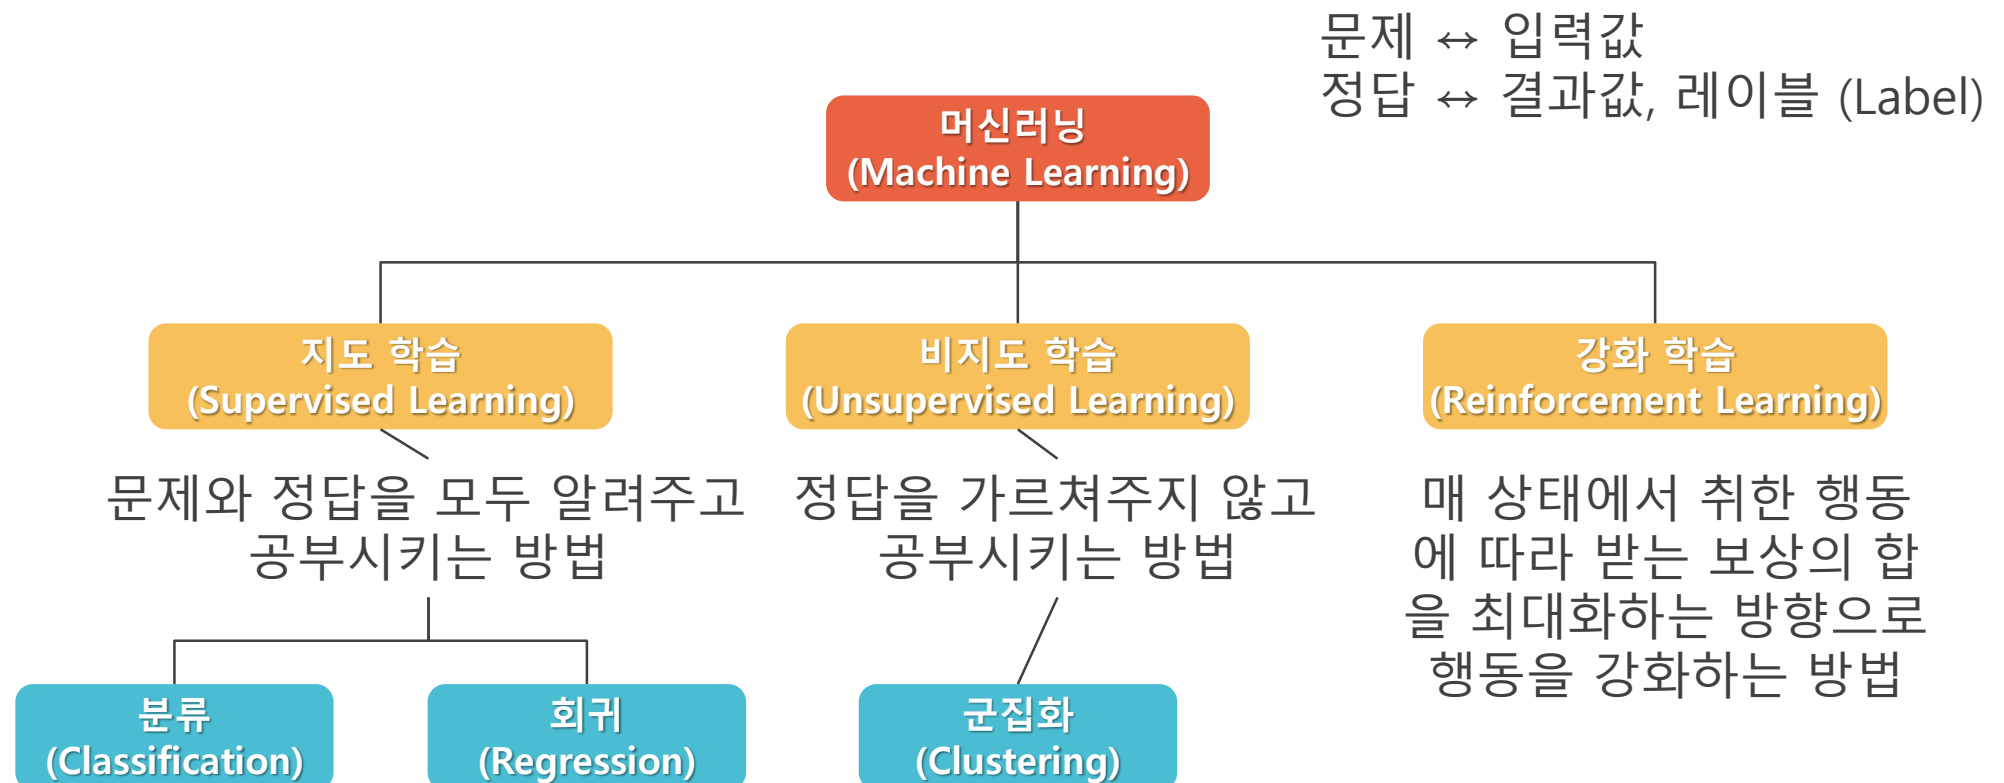 문제 ↔ 입력값
정답 ↔ 결과값, 레이블 (Label)
머신러닝
(Machine Learning)
지도 학습
(Supervised Learning)
비지도 학습
(Unsupervised Learning)
강화 학습
(Reinforcement Learning)
문제와 정답을 모두 알려주고
공부시키는 방법
정답을 가르쳐주지 않고
공부시키는 방법
매 상태에서 취한 행동
에 따라 받는 보상의 합
을 최대화하는 방향으로
행동을 강화하는 방법
분류
(Classification)
회귀
(Regression)
군집화
(Clustering)